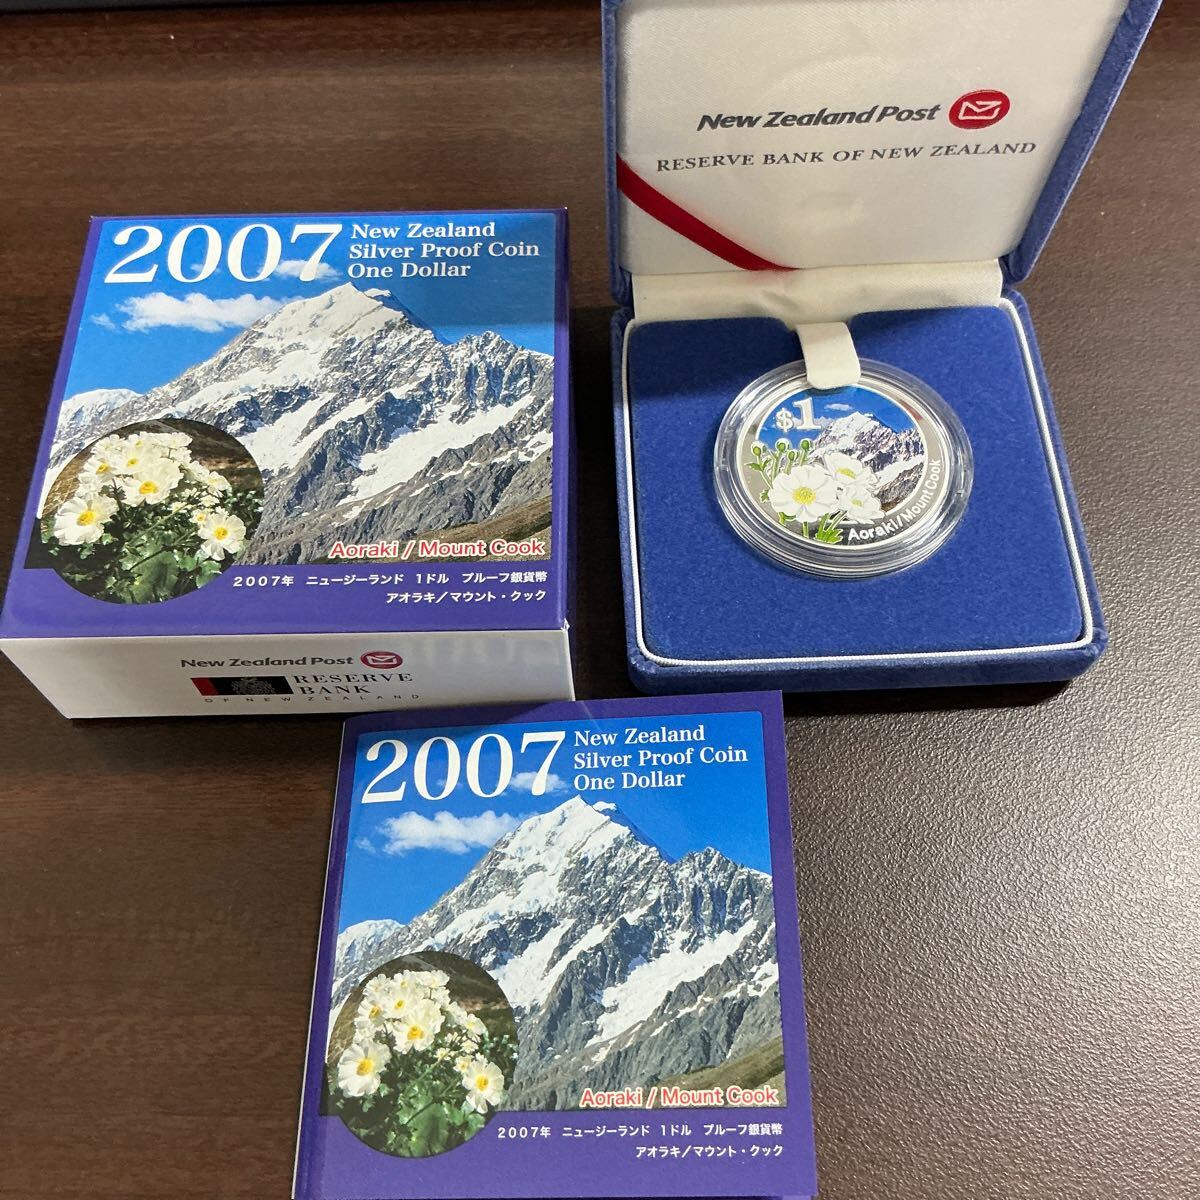 2007
New Zealand
Silver Proof Coin
One Dollar
Aoraki / Mount Cook
2007年 ニュージーランド 1ドル プルーフ銀貨幣
アオラキ／マウント・クック
New Zealand Post
RESERVE
BANK
OF NEW ZEALAND
New Zealand Post
RESERVE BANK OF NEW ZEALAND
$1
Aoraki/Mount Cook
2007
New Zealand
Silver Proof Coin
One Dollar
Aoraki / Mount Cook
2007年 ニュージーランド 1ドル プルーフ銀貨幣
アオラキ／マウント・クック